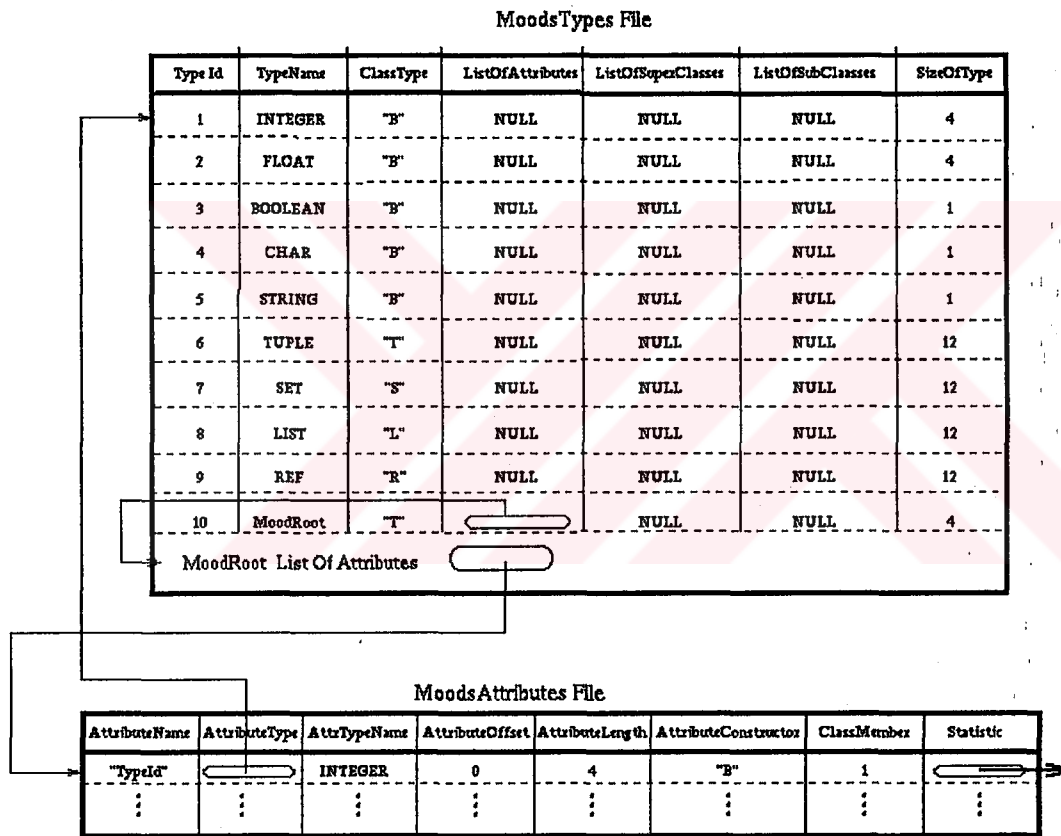 MoodsTypes File
Type Id TypeName ClassType ListOfAttributes ListOfSuperClasses ListOfSubClaasses SizeOfType
1 INTEGER "B" NULL NULL NULL 4
2 FLOAT "B" NULL NULL NULL 4
3 BOOLEAN "B" NULL NULL NULL 1
4 CHAR "B" NULL NULL NULL 1
5 STRING "B" NULL NULL NULL 1
6 TUPLE "T" NULL NULL NULL 12
7 SET "S" NULL NULL NULL 12
8 LIST "L" NULL NULL NULL 12
9 REF "R" NULL NULL NULL 12
10 MoodRoot "T" NULL NULL 4
MoodRoot List Of Attributes
MoodsAttributes File
AttributeName AttributeType AttrTypeName AttributeOffset AttributeLength AttributeConstructor ClassMember Statistic
"TypeId" INTEGER 0 4 "B" 1